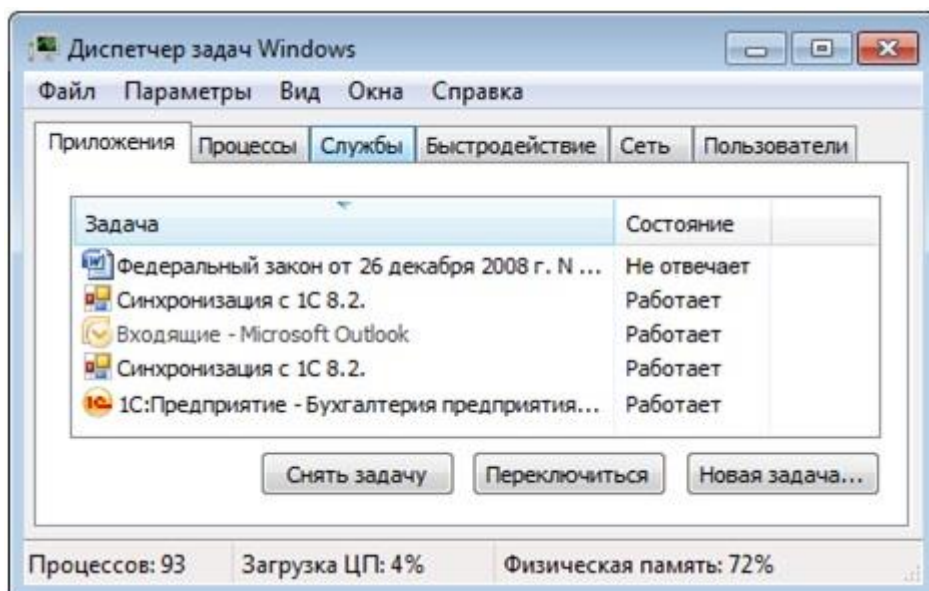 Диспетчер задач Windows
Файл Параметры Вид Окна Справка
Приложения Процессы Службы Быстродействие Сеть Пользователи
Задача Состояние
Федеральный закон от 26 декабря 2008 г. N ... Не отвечает
Синхронизация с 1С 8.2. Работает
Входящие - Microsoft Outlook Работает
Синхронизация с 1С 8.2. Работает
1С:Предприятие - Бухгалтерия предприятия... Работает
Снять задачу Переключиться Новая задача...
Процессов: 93 Загрузка ЦП: 4% Физическая память: 72%